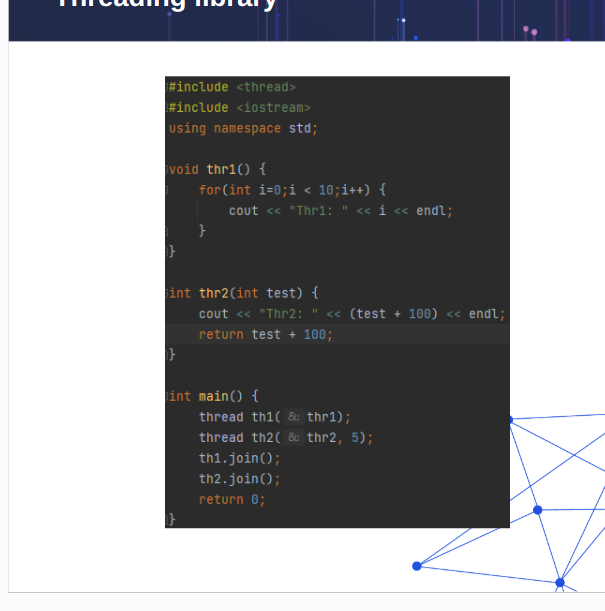 Threading library
#include <thread>
#include <iostream>
using namespace std;
void thr1() {
for(int i=0;i < 10;i++) {
cout << "Thr1: " << i << endl;
}
}
int thr2(int test) {
cout << "Thr2: " << (test + 100) << endl;
return test + 100;
}
int main() {
thread th1( &: thr1);
thread th2( &: thr2, 5);
th1.join();
th2.join();
return 0;
}